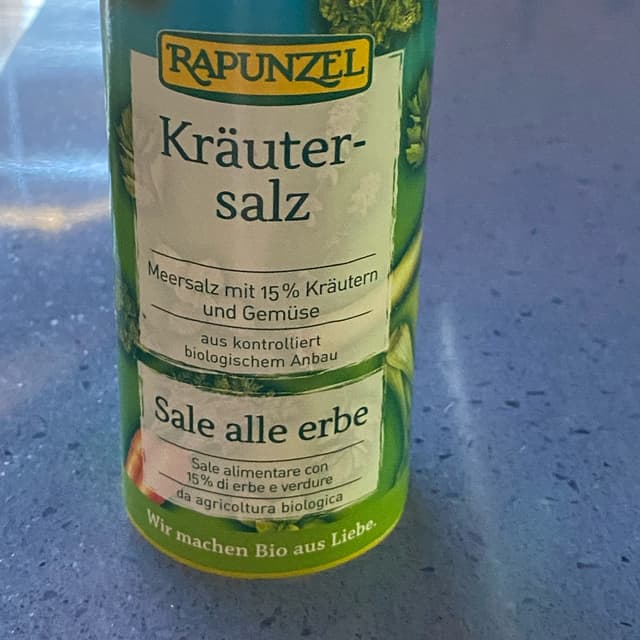 RAPUNZEL
Kräuter-
salz
Meersalz mit 15% Kräutern
und Gemüse
aus kontrolliert
biologischem Anbau
Sale alle erbe
Sale alimentare con
15% di erbe e verdure
da agricoltura biologica
Wir machen Bio aus Liebe.